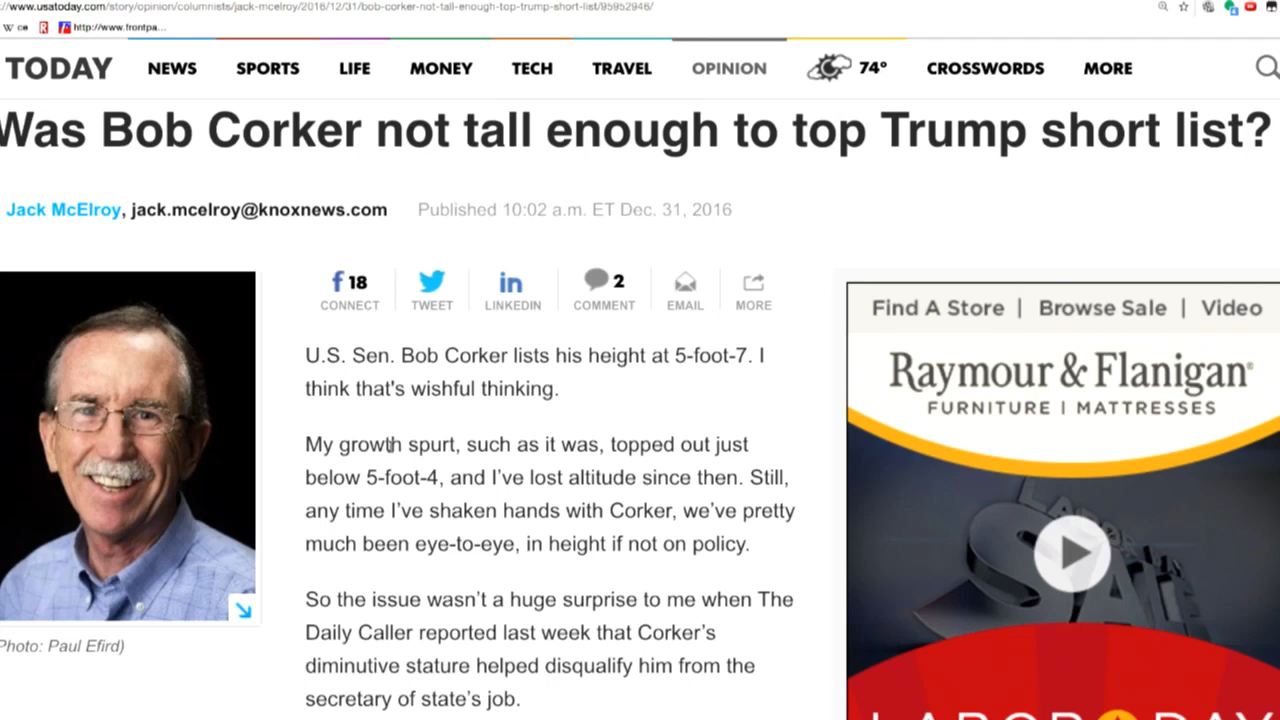 ://www.usatoday.com/story/opinion/columnists/jack-mcelroy/2016/12/31/bob-corker-not-tall-enough-top-trump-short-list/95952946/
http://www.frontpa...
TODAY NEWS SPORTS LIFE MONEY TECH TRAVEL OPINION 74° CROSSWORDS MORE
Was Bob Corker not tall enough to top Trump short list?
Jack McElroy, jack.mcelroy@knoxnews.com Published 10:02 a.m. ET Dec. 31, 2016
18 2
CONNECT TWEET LINKEDIN COMMENT EMAIL MORE
U.S. Sen. Bob Corker lists his height at 5-foot-7. I
think that's wishful thinking.
My growth spurt, such as it was, topped out just
below 5-foot-4, and I've lost altitude since then. Still,
any time I've shaken hands with Corker, we've pretty
much been eye-to-eye, in height if not on policy.
So the issue wasn't a huge surprise to me when The
Daily Caller reported last week that Corker's
diminutive stature helped disqualify him from the
secretary of state's job.
Photo: Paul Efird)
Find A Store | Browse Sale | Video
Raymour & Flanigan®
FURNITURE | MATTRESSES
LABOR DAY
SALE
LABOR DAY